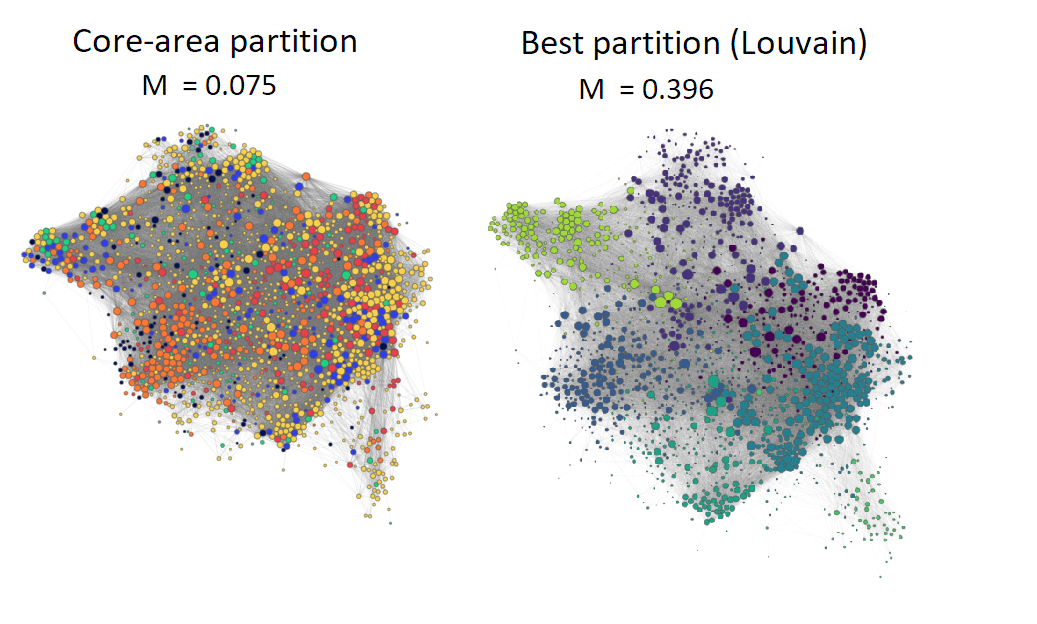 Core-area partition
M = 0.075
Best partition (Louvain)
M = 0.396